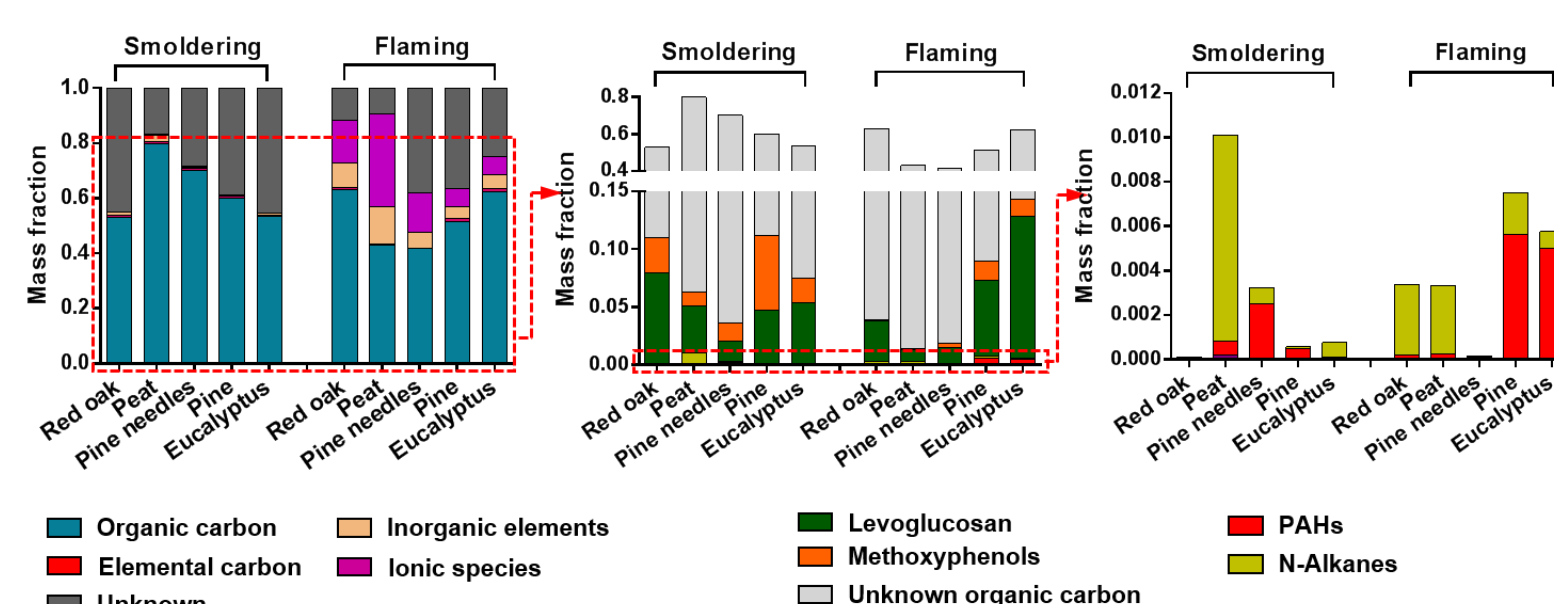 Smoldering Flaming
Mass fraction
1.0
0.8
0.6
0.4
0.2
0.0
Red oak
Peat
Pine needles
Pine
Eucalyptus
Red oak
Peat
Pine needles
Pine
Eucalyptus
Smoldering Flaming
Mass fraction
0.8
0.6
0.4
0.15
0.10
0.05
0.00
Red oak
Peat
Pine needles
Pine
Eucalyptus
Red oak
Peat
Pine needles
Pine
Eucalyptus
Smoldering Flaming
Mass fraction
0.012
0.010
0.008
0.006
0.004
0.002
0.000
Red oak
Peat
Pine needles
Pine
Eucalyptus
Red oak
Peat
Pine needles
Pine
Eucalyptus
Organic carbon
Elemental carbon
Unknown
Inorganic elements
Ionic species
Levoglucosan
Methoxyphenols
Unknown organic carbon
PAHs
N-Alkanes